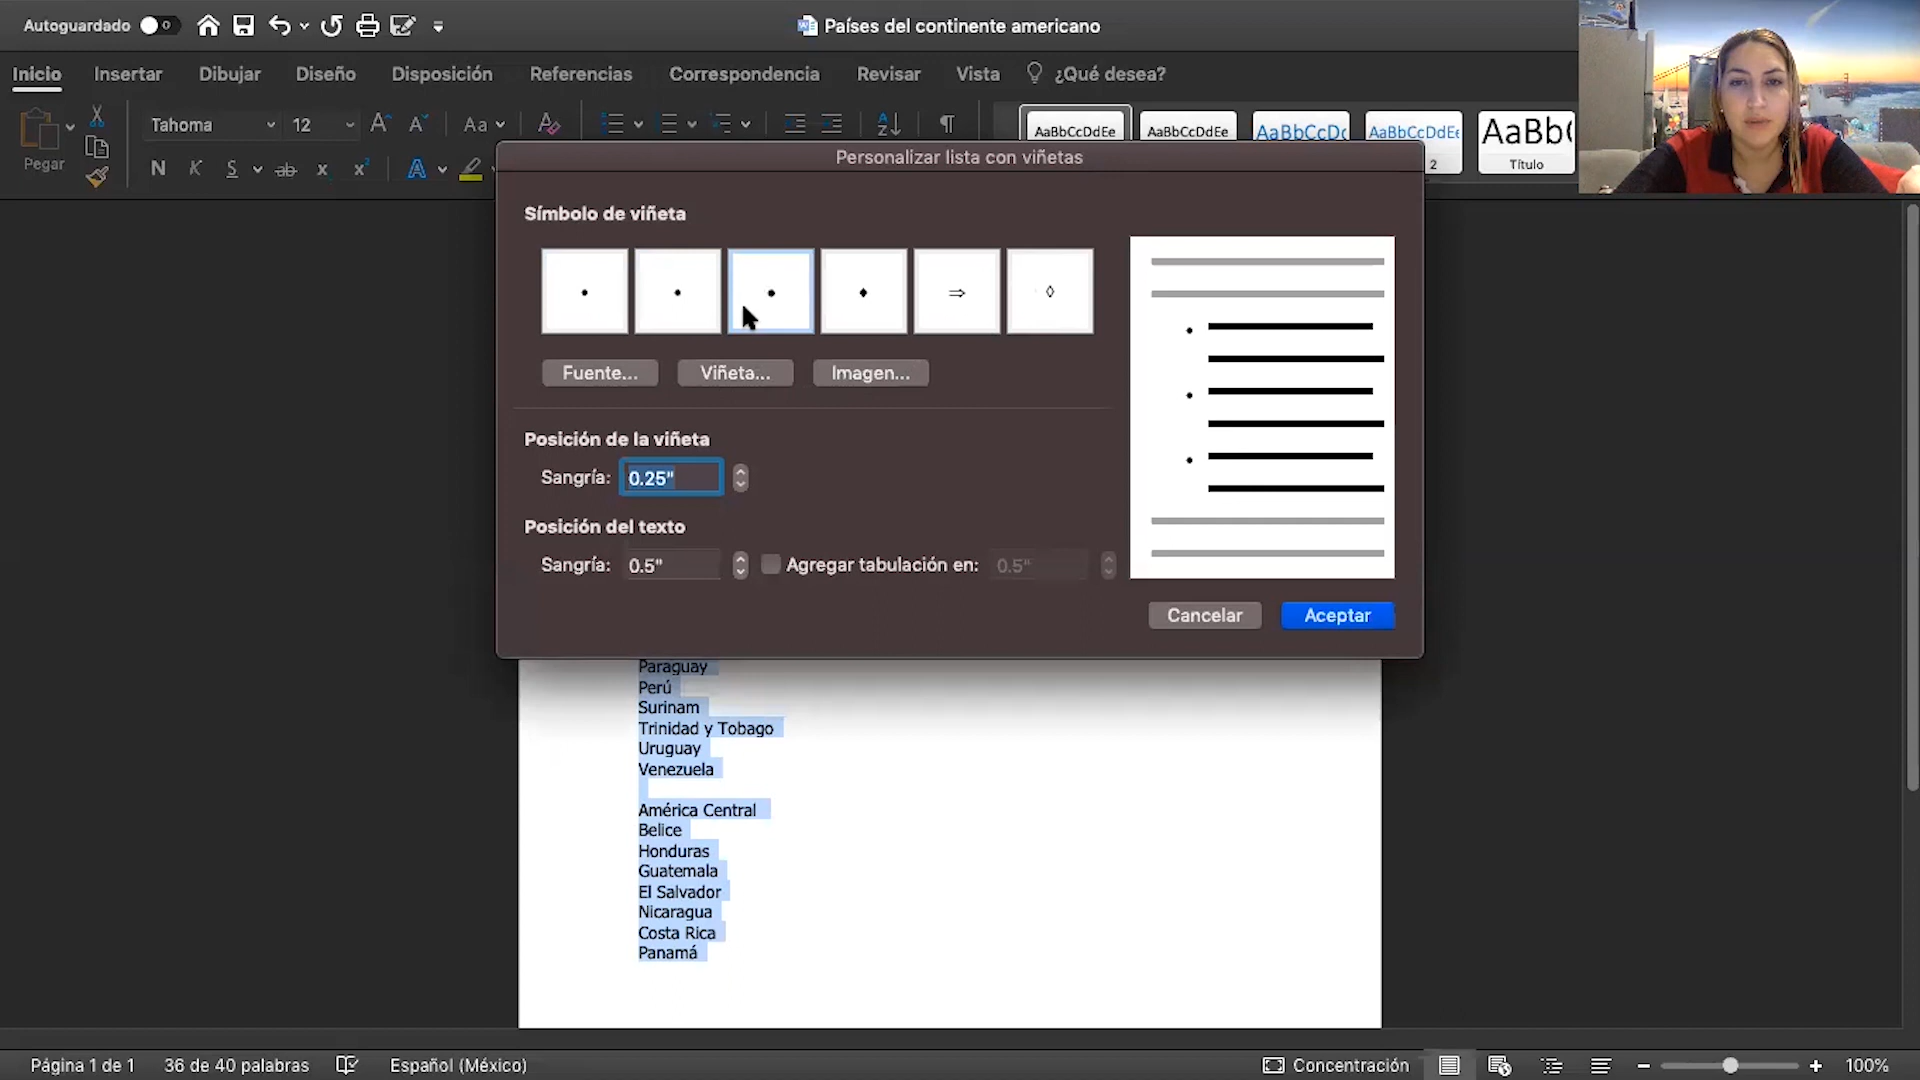 Autoguardado
Países del continente americano
Inicio Insertar Dibujar Diseño Disposición Referencias Correspondencia Revisar Vista ¿Qué desea?
Pegar
Tahoma 12 Aa
AaBbCcDdEe AaBbCcDdEe AaBbCcDc AaBbCcDdEe AaBb(
N K S ab x x² A
2 Título
Personalizar lista con viñetas
Símbolo de viñeta
Fuente... Viñeta... Imagen...
Posición de la viñeta
Sangría: 0.25"
Posición del texto
Sangría: 0.5" Agregar tabulación en: 0.5"
Cancelar Aceptar
Paraguay
Perú
Surinam
Trinidad y Tobago
Uruguay
Venezuela
América Central
Belice
Honduras
Guatemala
El Salvador
Nicaragua
Costa Rica
Panamá
Página 1 de 1 36 de 40 palabras Español (México) Concentración 100%